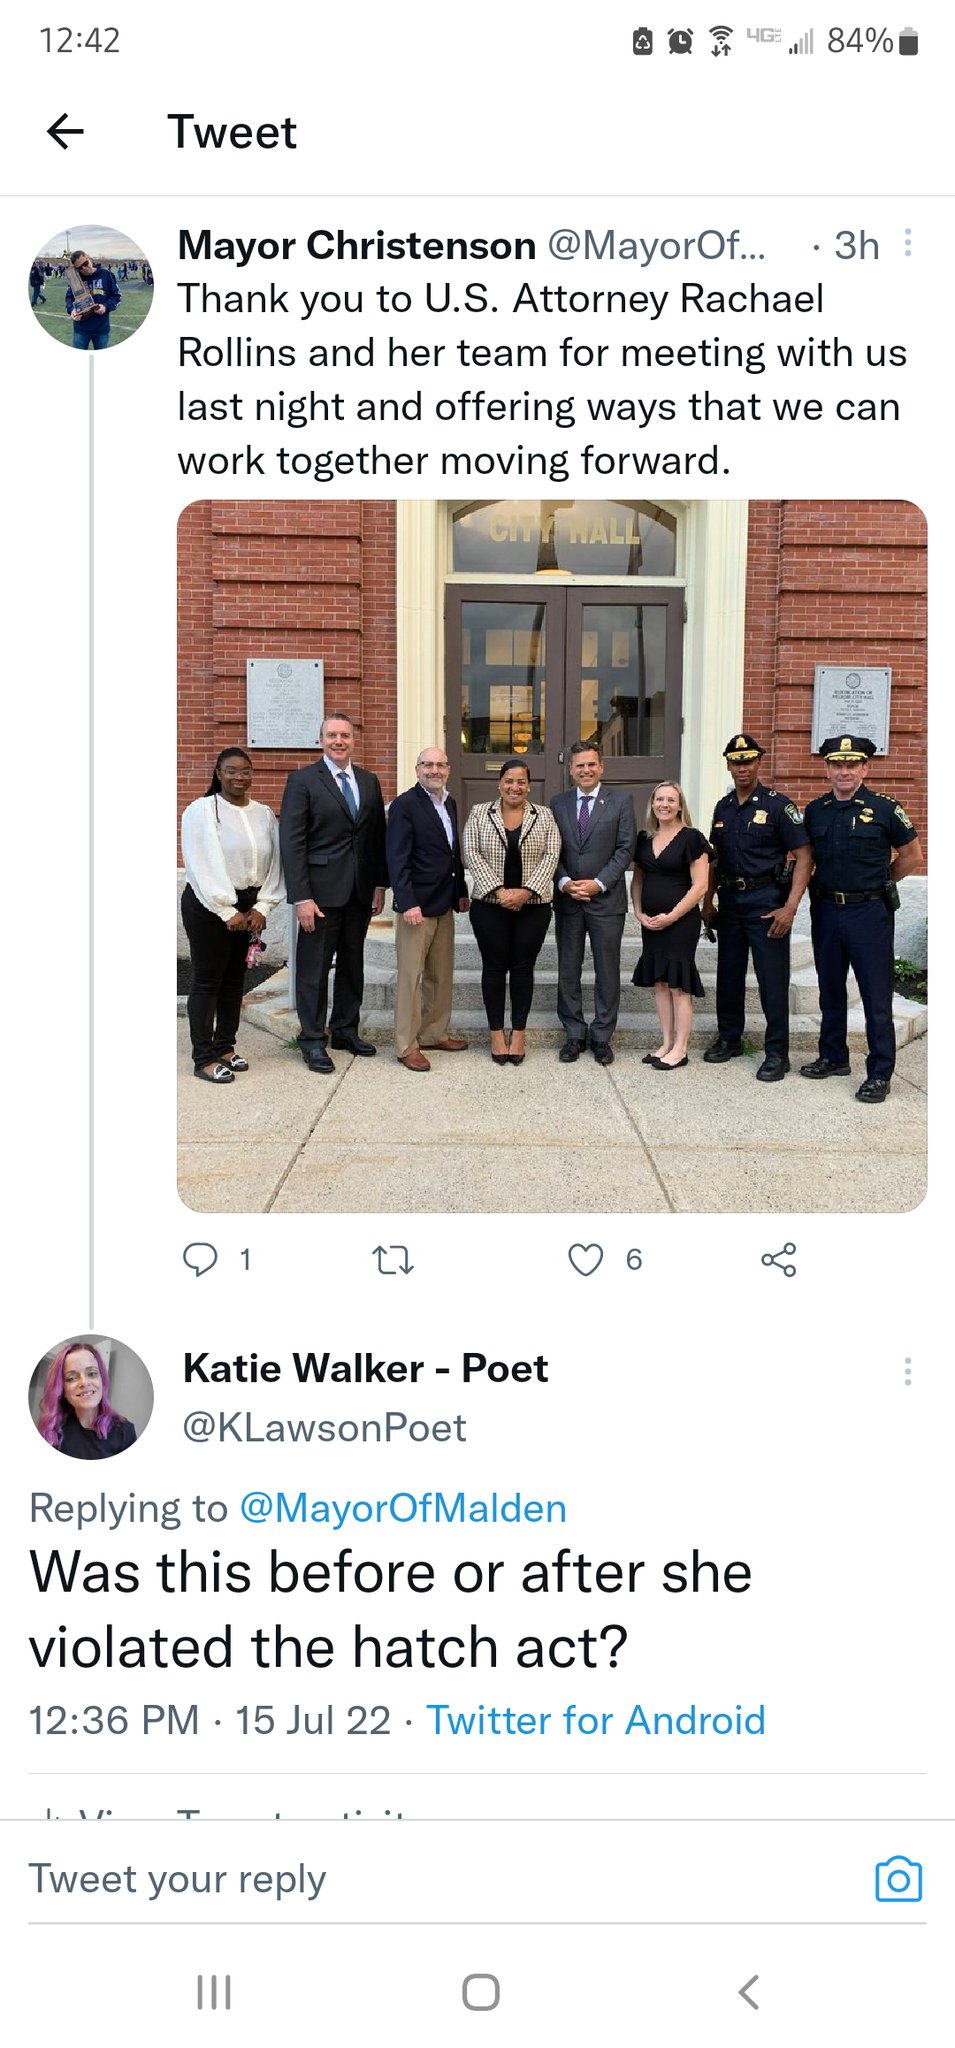 12:42
4G
84%
Tweet
Mayor Christenson @MayorOf... · 3h
Thank you to U.S. Attorney Rachael
Rollins and her team for meeting with us
last night and offering ways that we can
work together moving forward.
CITY HALL
1
6
Katie Walker - Poet
@KLawsonPoet
Replying to @MayorOfMalden
Was this before or after she
violated the hatch act?
12:36 PM · 15 Jul 22 · Twitter for Android
Tweet your reply